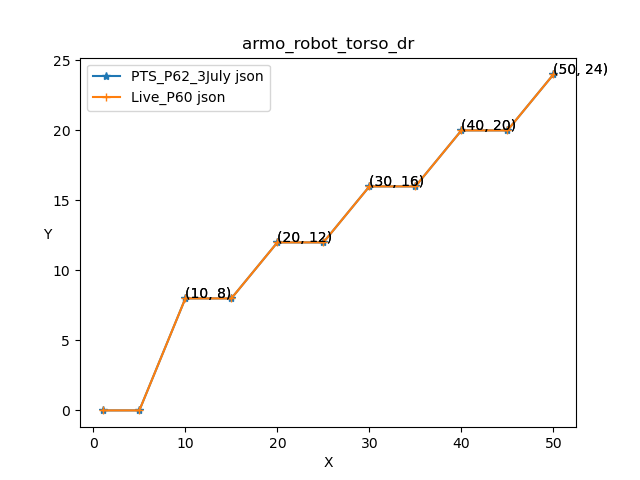 armo_robot_torso_dr
PTS_P62_3July json
Live_P60 json
(50, 24)
(40, 20)
(30, 16)
(20, 12)
(10, 8)
25
20
15
10
5
0
Y
0 10 20 30 40 50
X